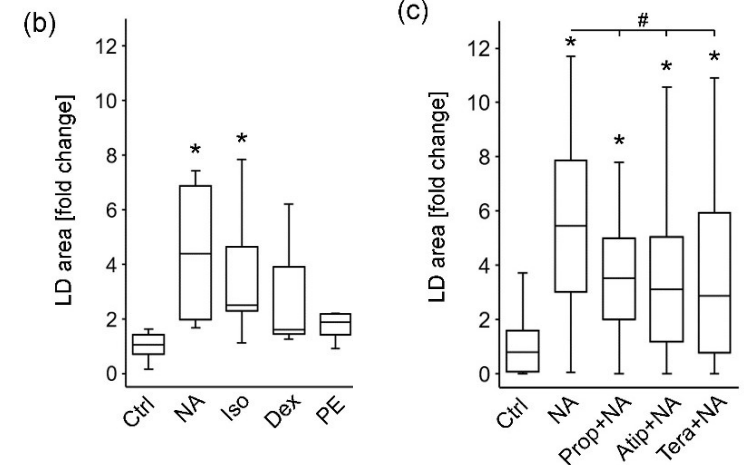 (b)
LD area [fold change]
12
10
8
6
4
2
0
* *
Ctrl NA Iso Dex PE
(c)
LD area [fold change]
12
10
8
6
4
2
0
#
* * * *
Ctrl NA Prop+NA Atip+NA Tera+NA